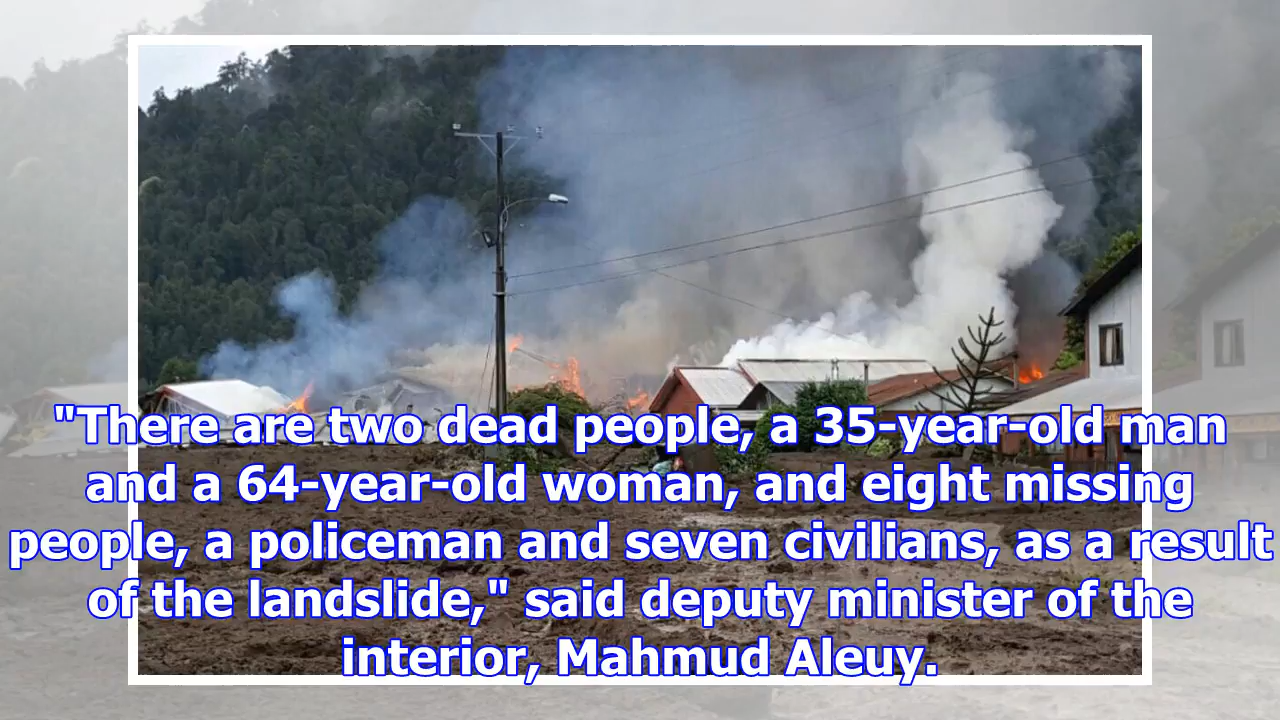 "There are two dead people, a 35-year-old man
and a 64-year-old woman, and eight missing
people, a policeman and seven civilians, as a result
of the landslide," said deputy minister of the
interior, Mahmud Aleuy.